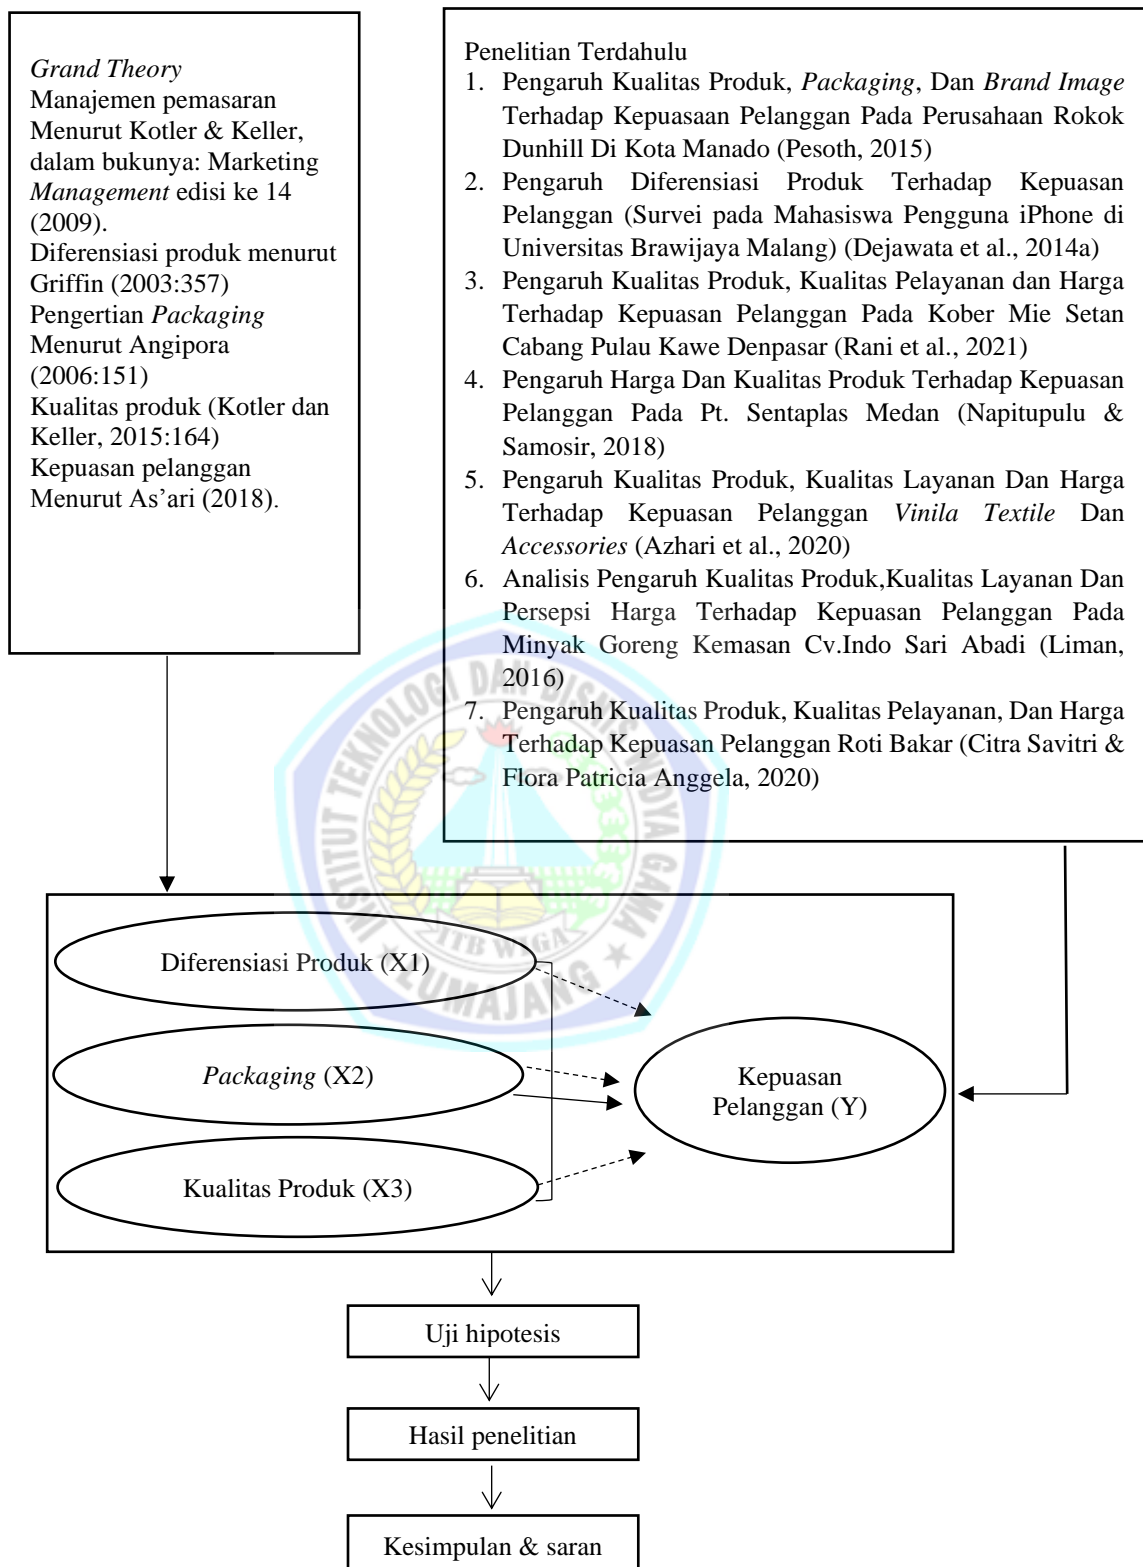 Grand Theory
Manajemen pemasaran
Menurut Kotler & Keller,
dalam bukunya: Marketing
Management edisi ke 14
(2009).
Diferensiasi produk menurut
Griffin (2003:357)
Pengertian Packaging
Menurut Angipora
(2006:151)
Kualitas produk (Kotler dan
Keller, 2015:164)
Kepuasan pelanggan
Menurut As’ari (2018).
Penelitian Terdahulu
1. Pengaruh Kualitas Produk, Packaging, Dan Brand Image
Terhadap Kepuasaan Pelanggan Pada Perusahaan Rokok
Dunhill Di Kota Manado (Pesoth, 2015)
2. Pengaruh Diferensiasi Produk Terhadap Kepuasan
Pelanggan (Survei pada Mahasiswa Pengguna iPhone di
Universitas Brawijaya Malang) (Dejawata et al., 2014a)
3. Pengaruh Kualitas Produk, Kualitas Pelayanan dan Harga
Terhadap Kepuasan Pelanggan Pada Kober Mie Setan
Cabang Pulau Kawe Denpasar (Rani et al., 2021)
4. Pengaruh Harga Dan Kualitas Produk Terhadap Kepuasan
Pelanggan Pada Pt. Sentaplas Medan (Napitupulu &
Samosir, 2018)
5. Pengaruh Kualitas Produk, Kualitas Layanan Dan Harga
Terhadap Kepuasan Pelanggan Vinila Textile Dan
Accessories (Azhari et al., 2020)
6. Analisis Pengaruh Kualitas Produk,Kualitas Layanan Dan
Persepsi Harga Terhadap Kepuasan Pelanggan Pada
Minyak Goreng Kemasan Cv.Indo Sari Abadi (Liman,
2016)
7. Pengaruh Kualitas Produk, Kualitas Pelayanan, Dan Harga
Terhadap Kepuasan Pelanggan Roti Bakar (Citra Savitri &
Flora Patricia Anggela, 2020)
INSTITUT TEKNOLOGI DAN BISNIS WIDYA GAMA
ITB WIGA
LUMAJANG
Diferensiasi Produk (X1)
Packaging (X2)
Kualitas Produk (X3)
Kepuasan
Pelanggan (Y)
Uji hipotesis
Hasil penelitian
Kesimpulan & saran